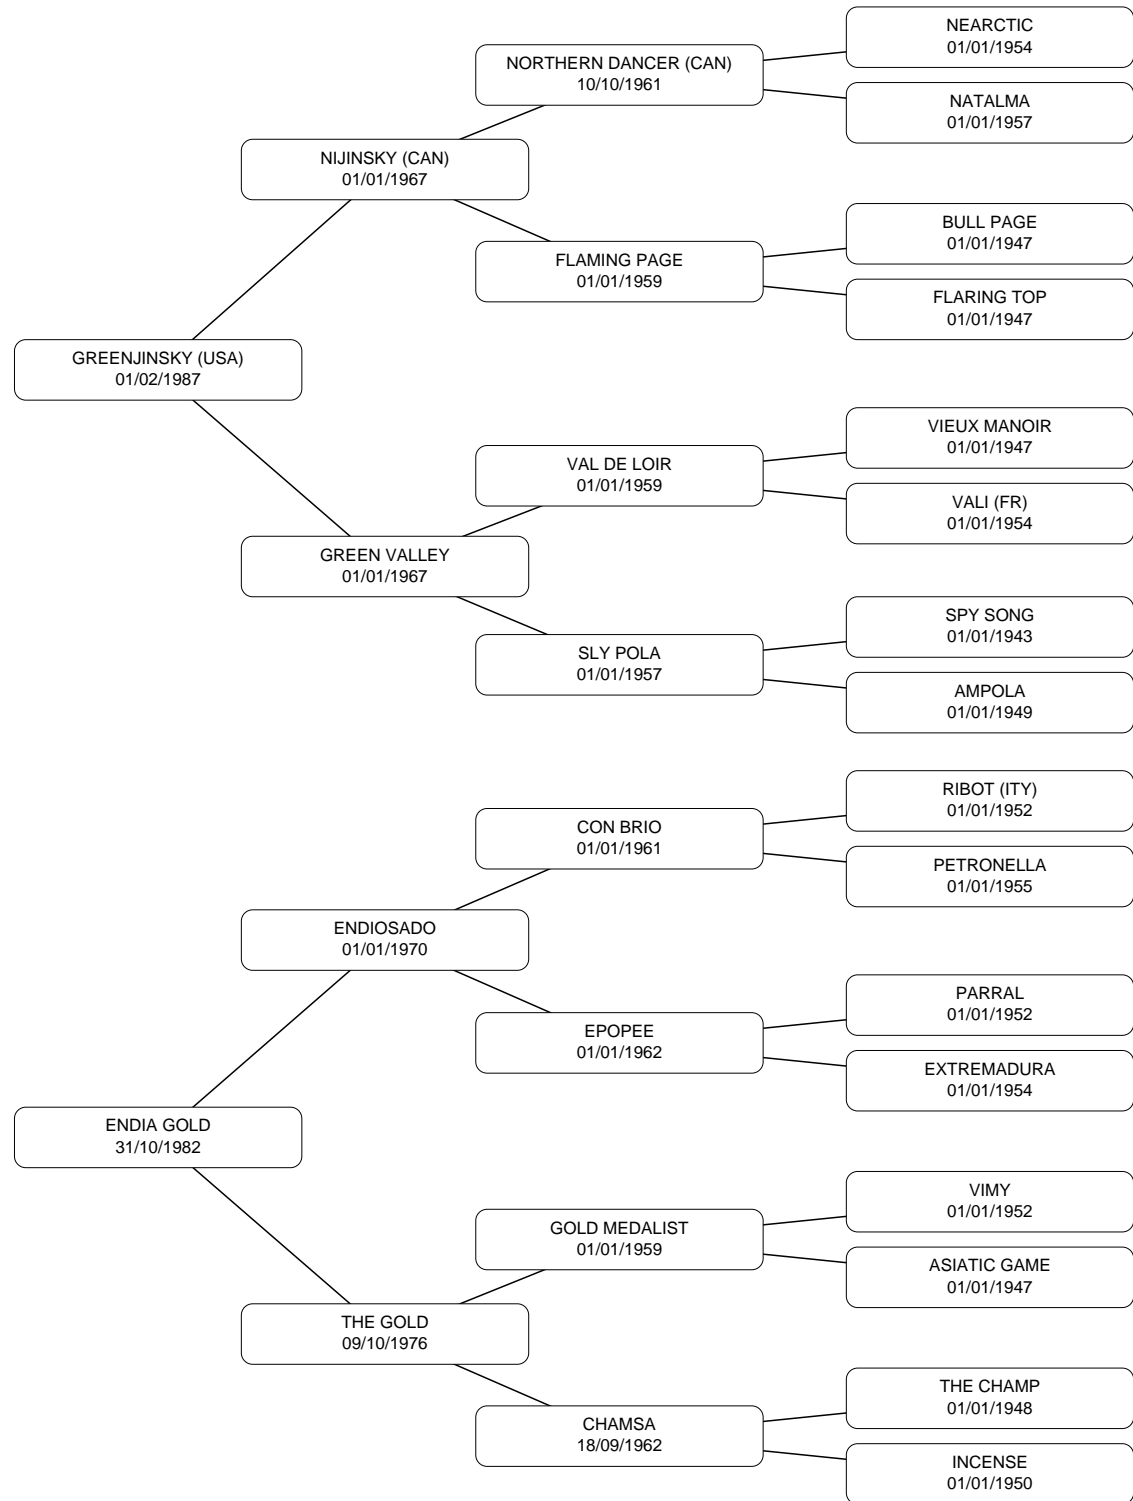 NEARCTIC
01/01/1954
NORTHERN DANCER (CAN)
10/10/1961
NATALMA
01/01/1957
NIJINSKY (CAN)
01/01/1967
BULL PAGE
01/01/1947
FLAMING PAGE
01/01/1959
FLARING TOP
01/01/1947
GREENJINSKY (USA)
01/02/1987
VIEUX MANOIR
01/01/1947
VAL DE LOIR
01/01/1959
VALI (FR)
01/01/1954
GREEN VALLEY
01/01/1967
SPY SONG
01/01/1943
SLY POLA
01/01/1957
AMPOLA
01/01/1949
RIBOT (ITY)
01/01/1952
CON BRIO
01/01/1961
PETRONELLA
01/01/1955
ENDIOSADO
01/01/1970
PARRAL
01/01/1952
EPOPEE
01/01/1962
EXTREMADURA
01/01/1954
ENDIA GOLD
31/10/1982
VIMY
01/01/1952
GOLD MEDALIST
01/01/1959
ASIATIC GAME
01/01/1947
THE GOLD
09/10/1976
THE CHAMP
01/01/1948
CHAMSA
18/09/1962
INCENSE
01/01/1950